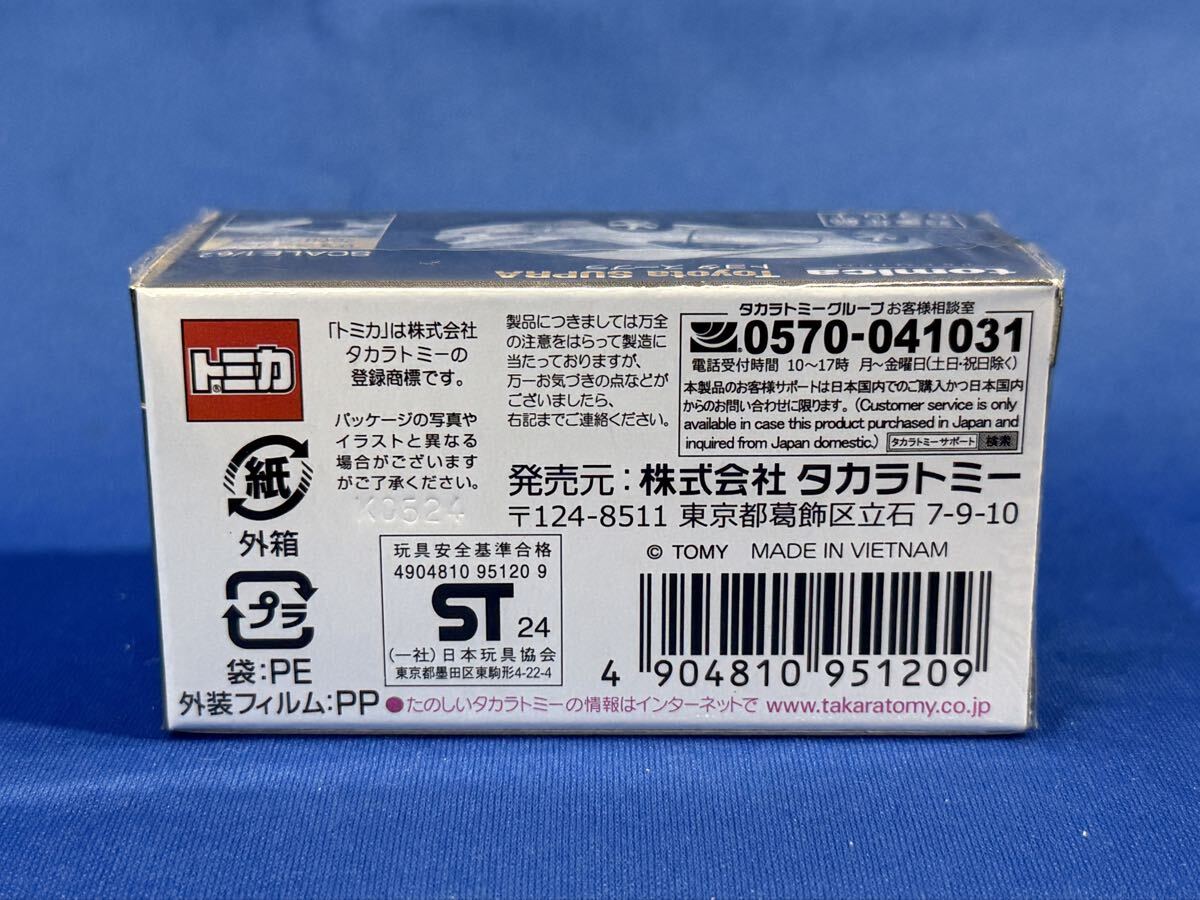 SCALE 1/62
Toyota SUPRA
トヨタ スープラ
tomica
トミカ®
「トミカ」は株式会社
タカラトミーの
登録商標です。
パッケージの写真や
イラストと異なる
場合がございます
がご了承ください。
K0524
製品につきましては万全
の注意をはらって製造に
当たっておりますが、
万一お気づきの点などが
ございましたら、
右記までご連絡ください。
タカラトミーグループ お客様相談室
0570-041031
電話受付時間 10〜17時 月〜金曜日(土日・祝日除く)
本製品のお客様サポートは日本国内でのご購入かつ日本国内
からのお問い合わせに限ります。(Customer service is only
available in case this product purchased in Japan and
inquired from Japan domestic.) タカラトミーサポート 検索
発売元:株式会社 タカラトミー
〒124-8511 東京都葛飾区立石 7-9-10
© TOMY MADE IN VIETNAM
紙
外箱
プラ
袋:PE
外装フィルム:PP
玩具安全基準合格
4904810 95120 9
ST 24
(一社)日本玩具協会
東京都墨田区東駒形4-22-4
4 904810 951209
●たのしいタカラトミーの情報はインターネットで www.takaratomy.co.jp